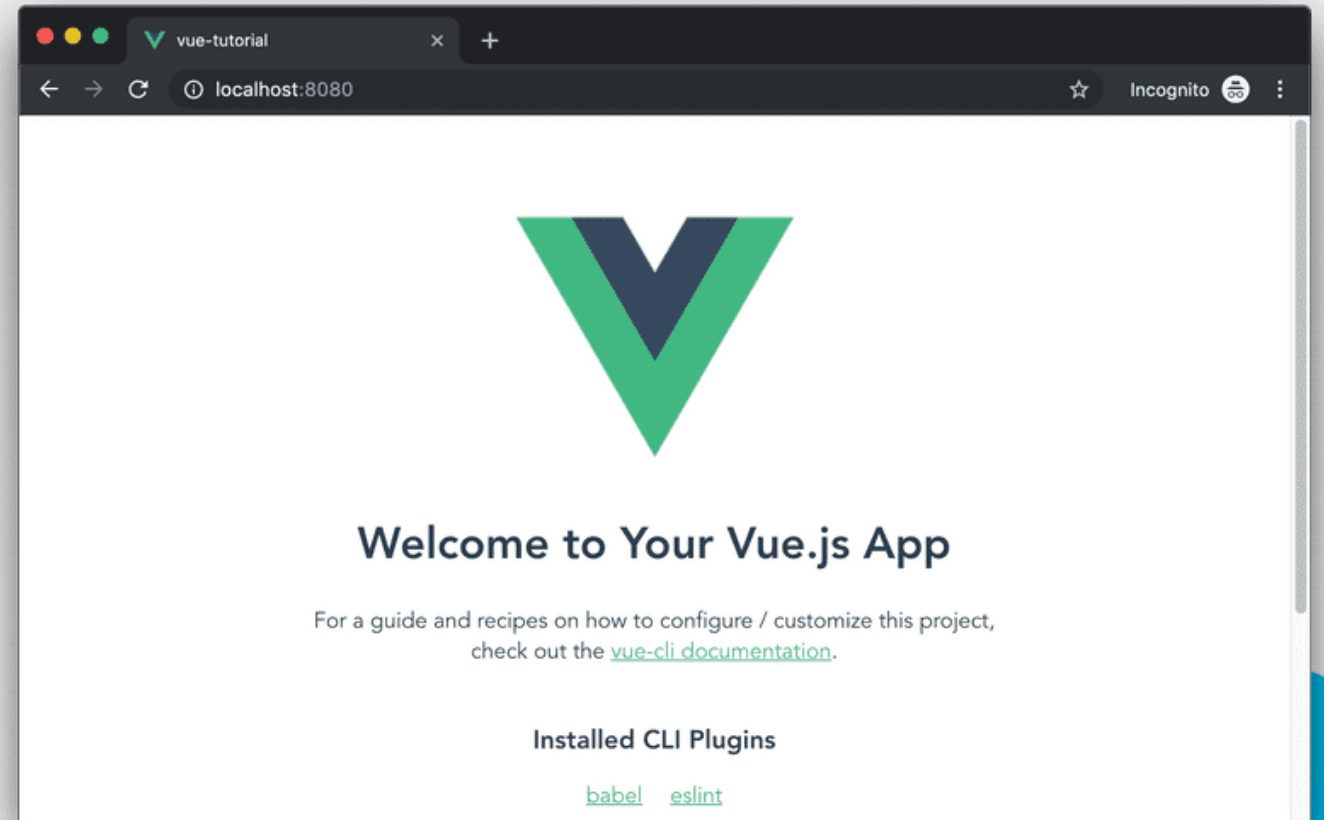 vue-tutorial
localhost:8080
Incognito
Welcome to Your Vue.js App
For a guide and recipes on how to configure / customize this project,
check out the vue-cli documentation.
Installed CLI Plugins
babel eslint